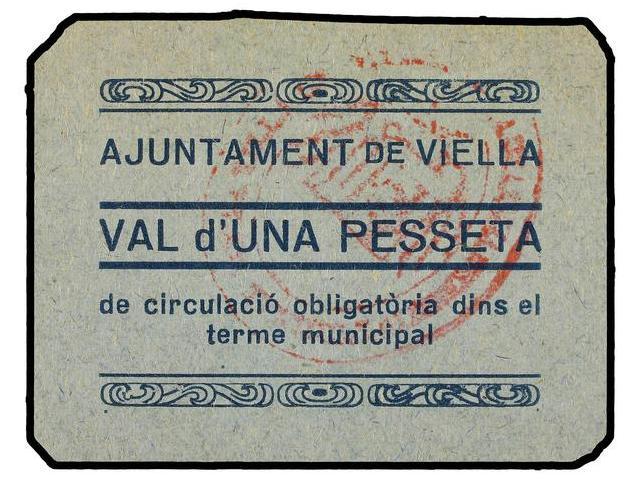 AJUNTAMENT DE VIELLA
VAL d'UNA PESSETA
de circulació obligatòria dins el
terme municipal